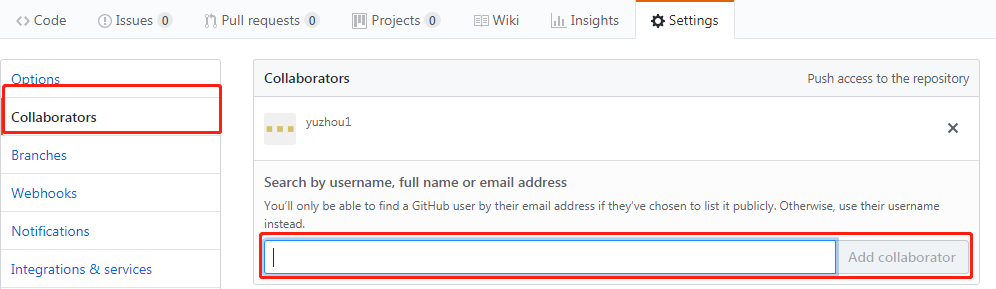 Code Issues 0 Pull requests 0 Projects 0 Wiki Insights Settings
Options
Collaborators
Branches
Webhooks
Notifications
Integrations & services
Collaborators Push access to the repository
yuzhou1
Search by username, full name or email address
You'll only be able to find a GitHub user by their email address if they've chosen to list it publicly. Otherwise, use their username
instead.
Add collaborator